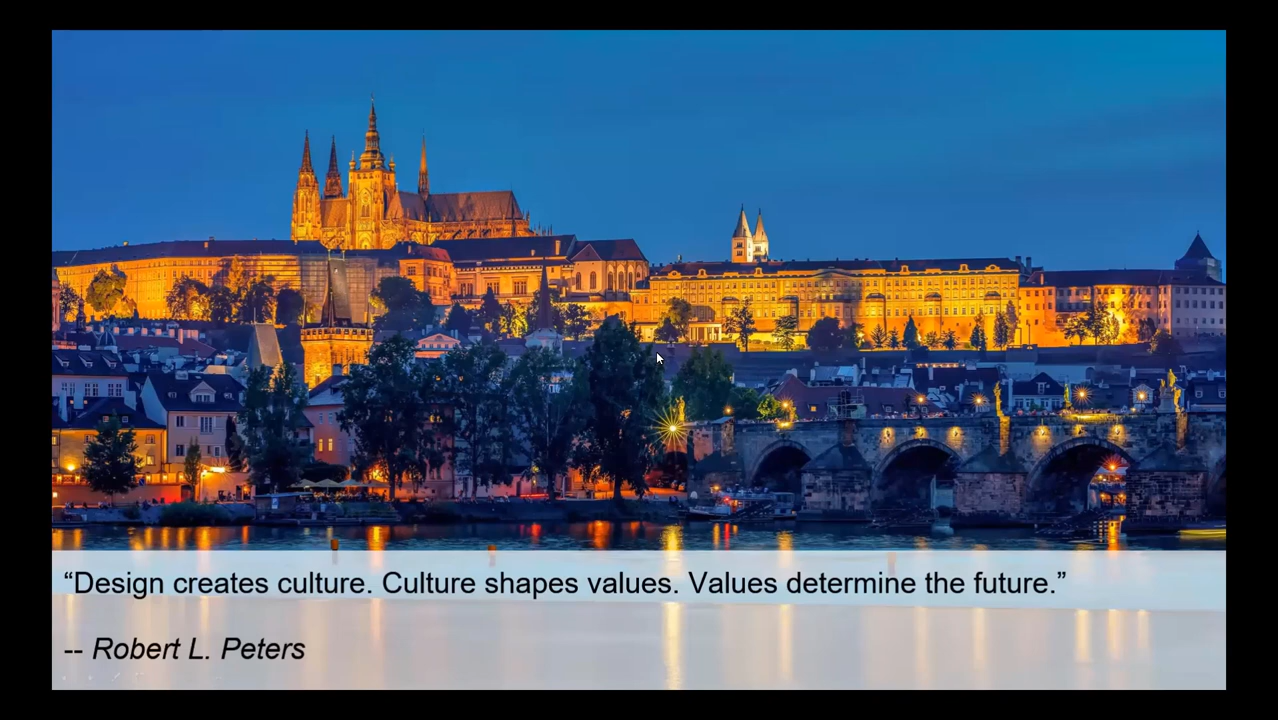 “Design creates culture. Culture shapes values. Values determine the future.”
-- Robert L. Peters